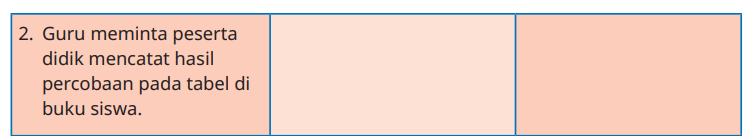 2. Guru meminta peserta
didik mencatat hasil
percobaan pada tabel di
buku siswa.